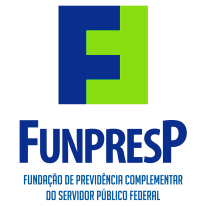 F
FUNPRESP
FUNDAÇÃO DE PREVIDÊNCIA COMPLEMENTAR
DO SERVIDOR PÚBLICO FEDERAL